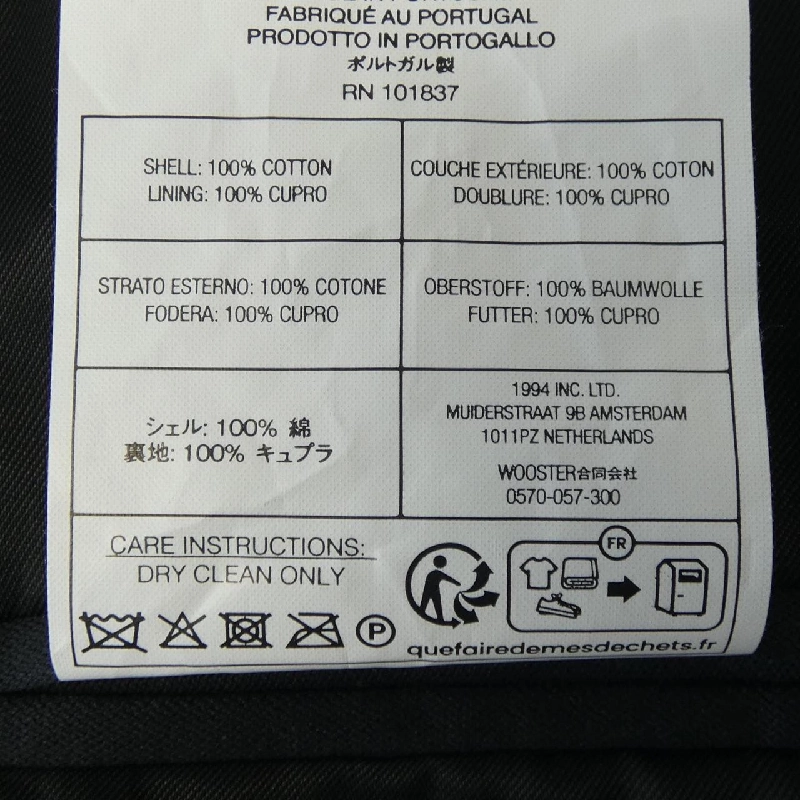 FABRIQUÉ AU PORTUGAL
PRODOTTO IN PORTOGALLO
ポルトガル製
RN 101837
SHELL: 100% COTTON
LINING: 100% CUPRO
COUCHE EXTÉRIEURE: 100% COTON
DOUBLURE: 100% CUPRO
STRATO ESTERNO: 100% COTONE
FODERA: 100% CUPRO
OBERSTOFF: 100% BAUMWOLLE
FUTTER: 100% CUPRO
シェル: 100% 綿
裏地: 100% キュプラ
1994 INC. LTD.
MUIDERSTRAAT 9B AMSTERDAM
1011PZ NETHERLANDS
WOOSTER合同会社
0570-057-300
CARE INSTRUCTIONS:
DRY CLEAN ONLY
P
FR
quefairedemesdechets.fr